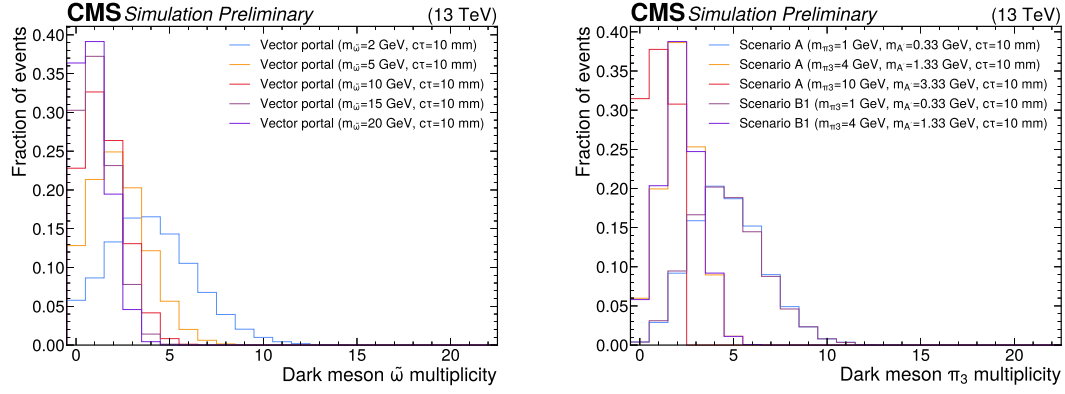 CMS Simulation Preliminary (13 TeV)
Fraction of events
0.40
0.35
0.30
0.25
0.20
0.15
0.10
0.05
0.00
Vector portal (m_ω̃=2 GeV, cτ=10 mm)
Vector portal (m_ω̃=5 GeV, cτ=10 mm)
Vector portal (m_ω̃=10 GeV, cτ=10 mm)
Vector portal (m_ω̃=15 GeV, cτ=10 mm)
Vector portal (m_ω̃=20 GeV, cτ=10 mm)
0 5 10 15 20
Dark meson ω̃ multiplicity
CMS Simulation Preliminary (13 TeV)
Fraction of events
0.40
0.35
0.30
0.25
0.20
0.15
0.10
0.05
0.00
Scenario A (m_π3=1 GeV, m_A'=0.33 GeV, cτ=10 mm)
Scenario A (m_π3=4 GeV, m_A'=1.33 GeV, cτ=10 mm)
Scenario A (m_π3=10 GeV, m_A'=3.33 GeV, cτ=10 mm)
Scenario B1 (m_π3=1 GeV, m_A'=0.33 GeV, cτ=10 mm)
Scenario B1 (m_π3=4 GeV, m_A'=1.33 GeV, cτ=10 mm)
0 5 10 15 20
Dark meson π₃ multiplicity